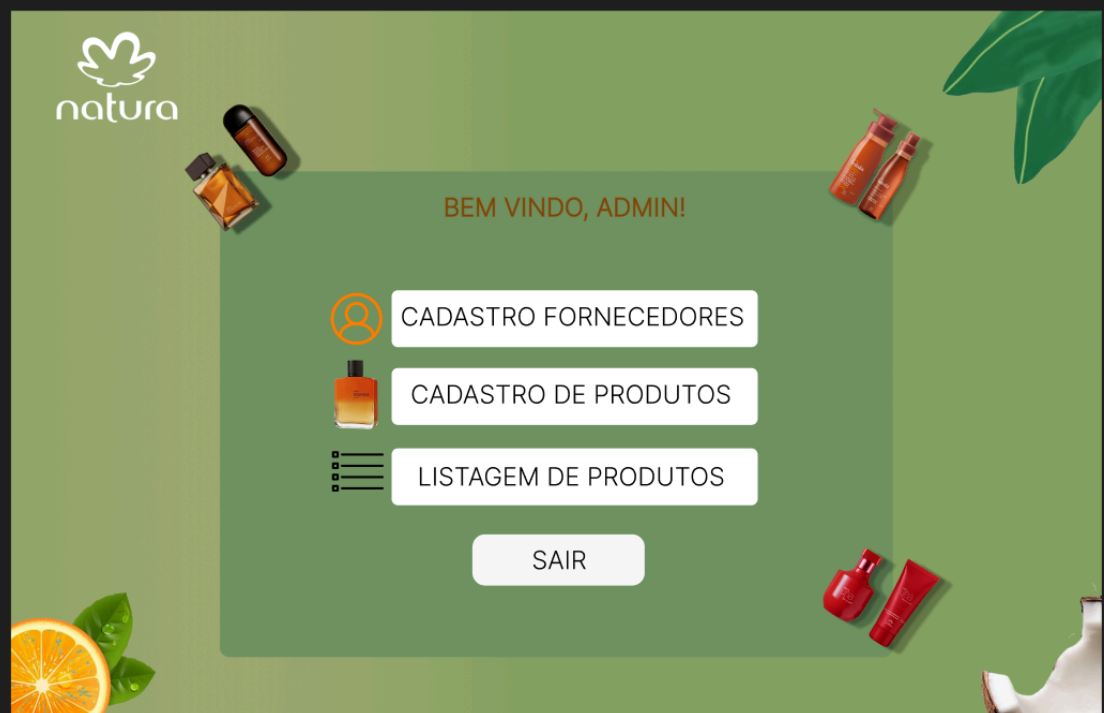 natura
BEM VINDO, ADMIN!
CADASTRO FORNECEDORES
CADASTRO DE PRODUTOS
LISTAGEM DE PRODUTOS
SAIR